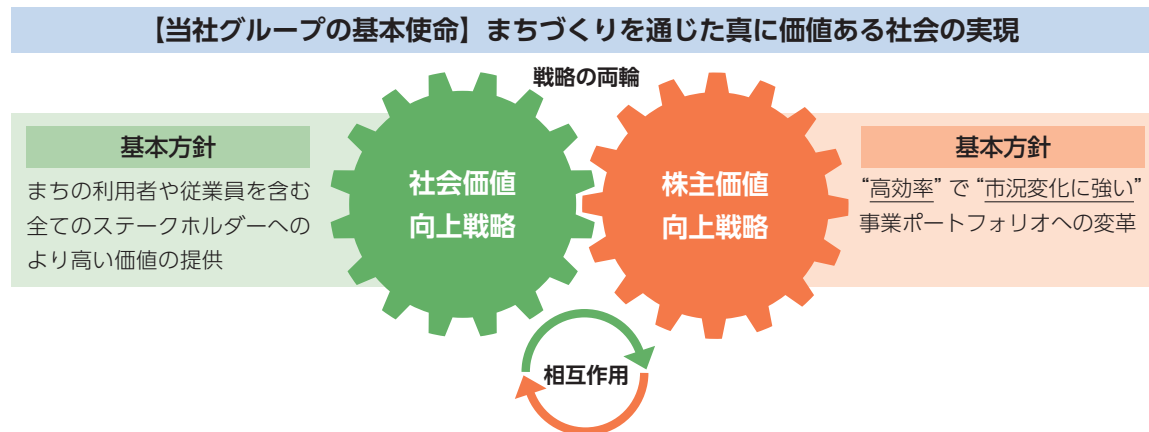 【当社グループの基本使命】まちづくりを通じた真に価値ある社会の実現
戦略の両輪
基本方針
まちの利用者や従業員を含む
全てのステークホルダーへの
より高い価値の提供
社会価値
向上戦略
株主価値
向上戦略
基本方針
“高効率” で “市況変化に強い”
事業ポートフォリオへの変革
相互作用